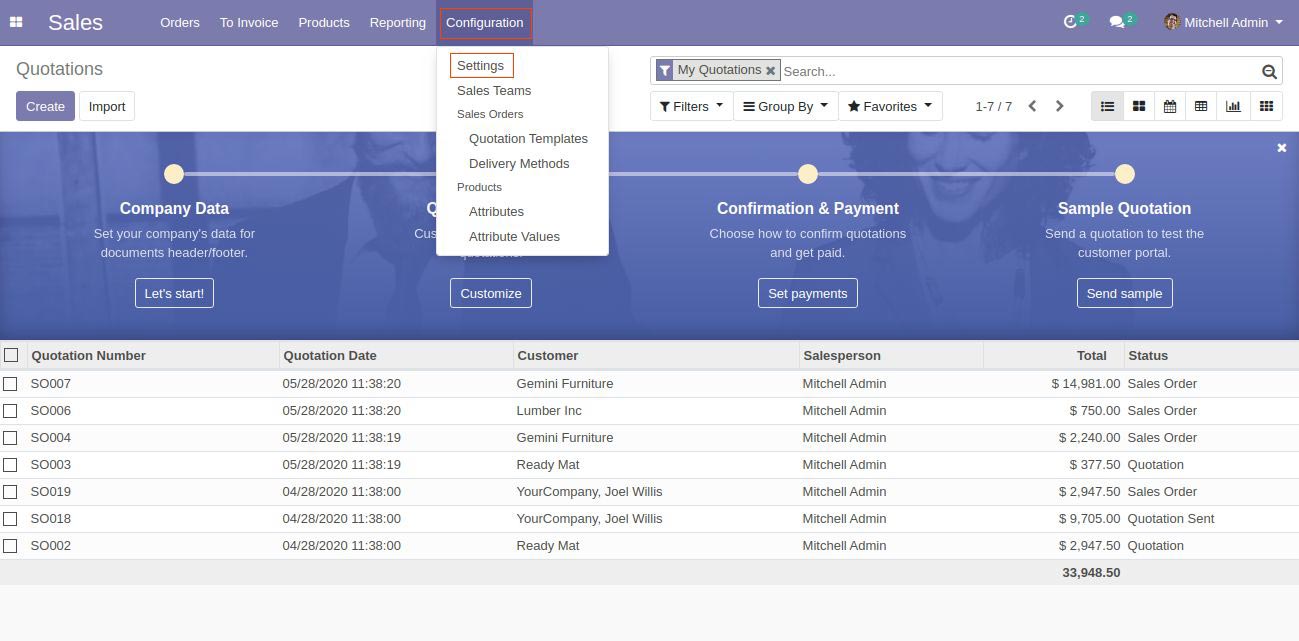 Sales Orders To Invoice Products Reporting Configuration 2 2 Mitchell Admin
Quotations
My Quotations Search...
Create Import
Filters Group By Favorites 1-7 / 7
Settings
Sales Teams
Sales Orders
Quotation Templates
Delivery Methods
Products
Attributes
Attribute Values
Company Data
Set your company's data for
documents header/footer.
Let's start!
Customize
Confirmation & Payment
Choose how to confirm quotations
and get paid.
Set payments
Sample Quotation
Send a quotation to test the
customer portal.
Send sample
Quotation Number Quotation Date Customer Salesperson Total Status
SO007 05/28/2020 11:38:20 Gemini Furniture Mitchell Admin $ 14,981.00 Sales Order
SO006 05/28/2020 11:38:20 Lumber Inc Mitchell Admin $ 750.00 Sales Order
SO004 05/28/2020 11:38:19 Gemini Furniture Mitchell Admin $ 2,240.00 Sales Order
SO003 05/28/2020 11:38:19 Ready Mat Mitchell Admin $ 377.50 Quotation
SO019 04/28/2020 11:38:00 YourCompany, Joel Willis Mitchell Admin $ 2,947.50 Sales Order
SO018 04/28/2020 11:38:00 YourCompany, Joel Willis Mitchell Admin $ 9,705.00 Quotation Sent
SO002 04/28/2020 11:38:00 Ready Mat Mitchell Admin $ 2,947.50 Quotation
33,948.50